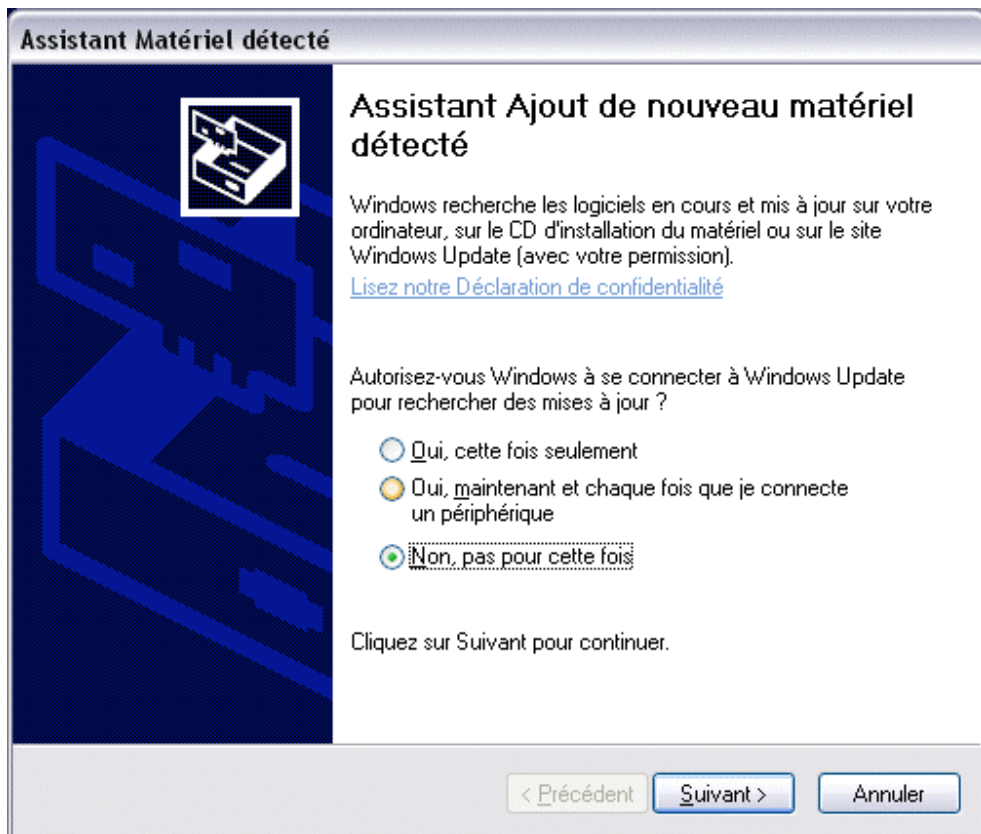 Assistant Matériel détecté
Assistant Ajout de nouveau matériel
détecté
Windows recherche les logiciels en cours et mis à jour sur votre
ordinateur, sur le CD d'installation du matériel ou sur le site
Windows Update (avec votre permission).
Lisez notre Déclaration de confidentialité
Autorisez-vous Windows à se connecter à Windows Update
pour rechercher des mises à jour ?
Oui, cette fois seulement
Oui, maintenant et chaque fois que je connecte
un périphérique
Non, pas pour cette fois
Cliquez sur Suivant pour continuer.
< Précédent
Suivant >
Annuler